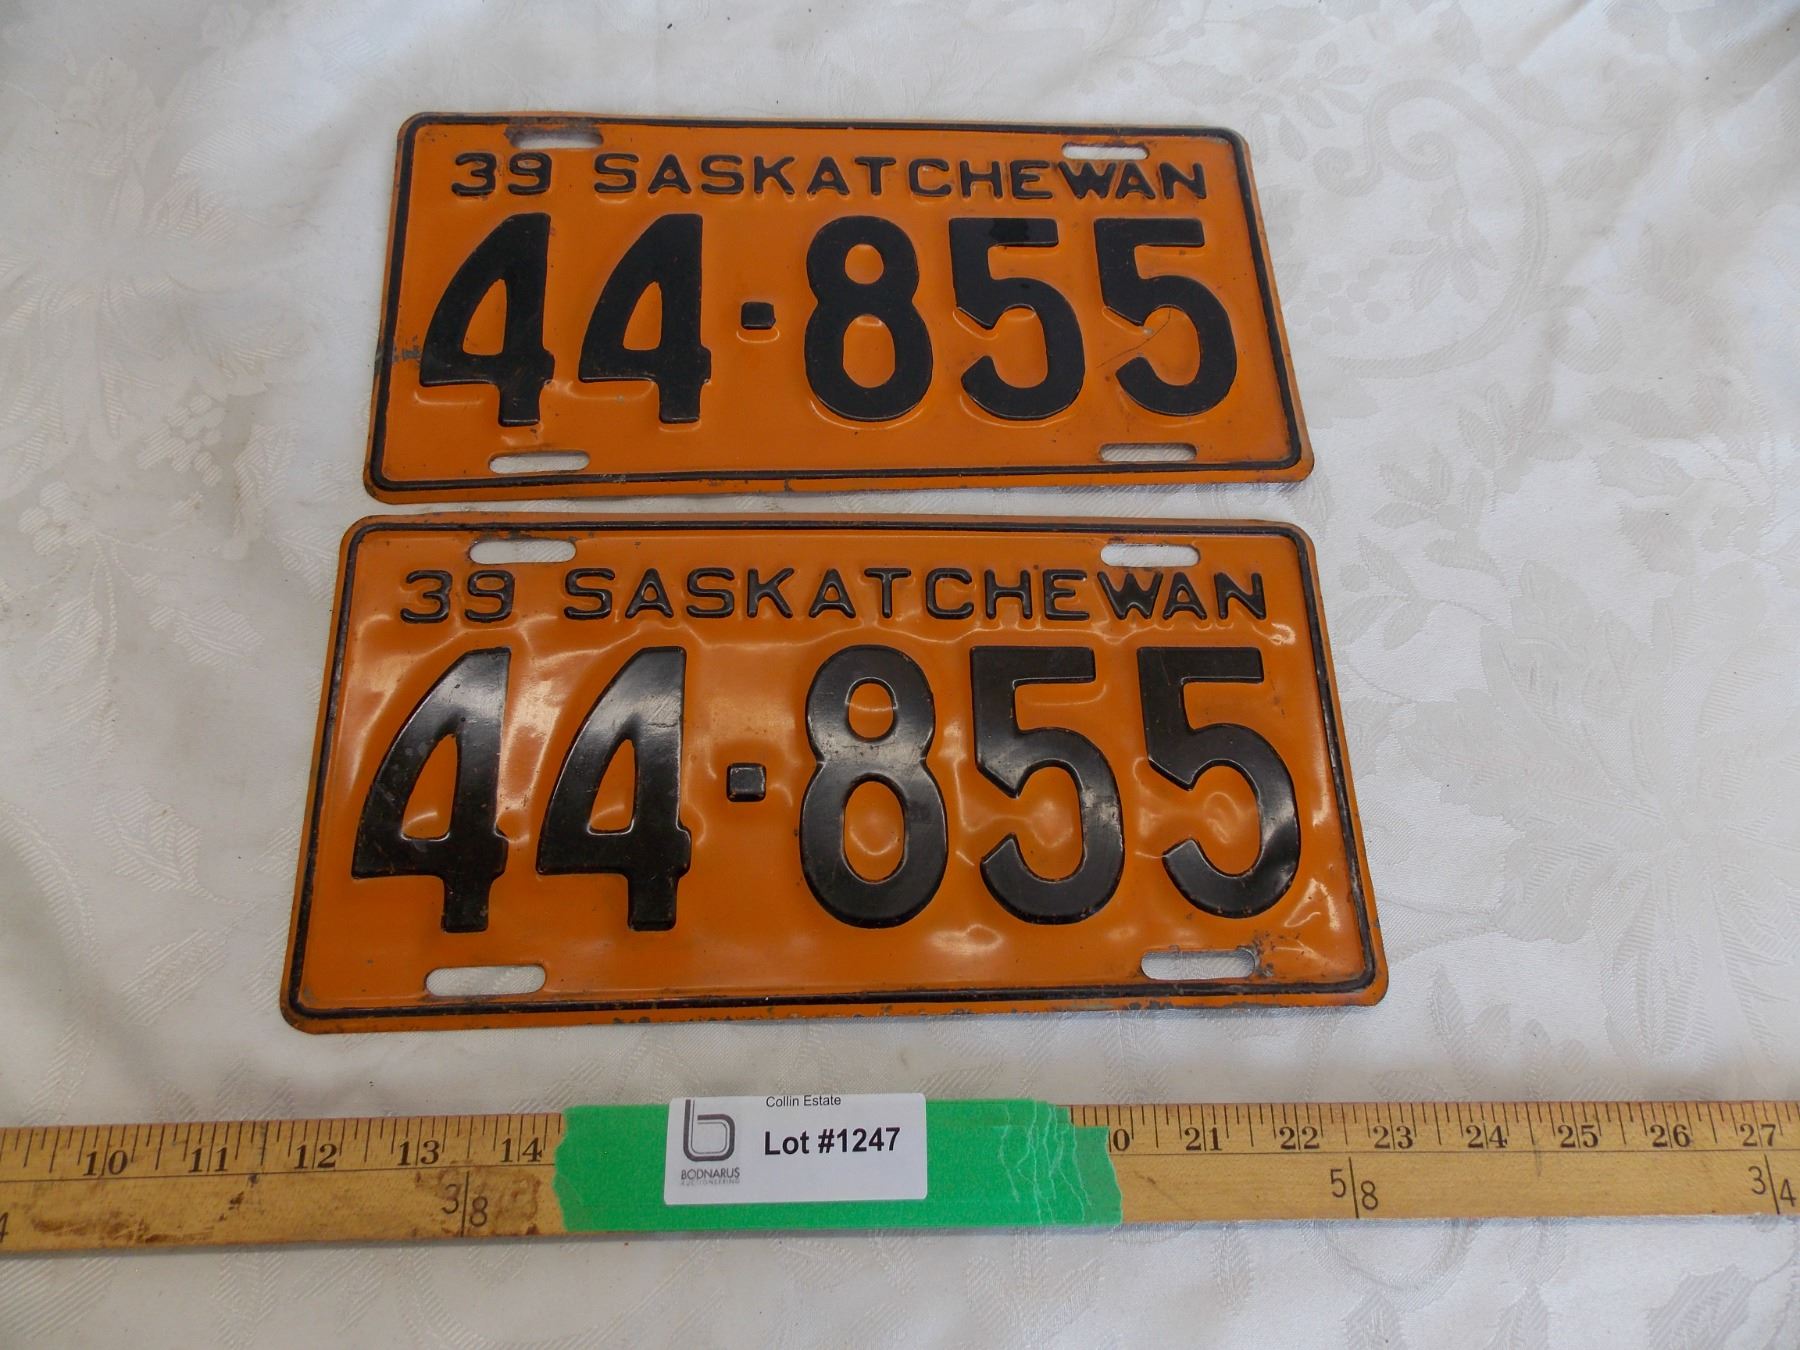 39 SASKATCHEWAN
44-855
39 SASKATCHEWAN
44-855
Collin Estate
Lot #1247
BODNARUS
AUCTIONEERING
10 11 12 13 14 21 22 23 24 25 26 27
3/8 5/8 3/4